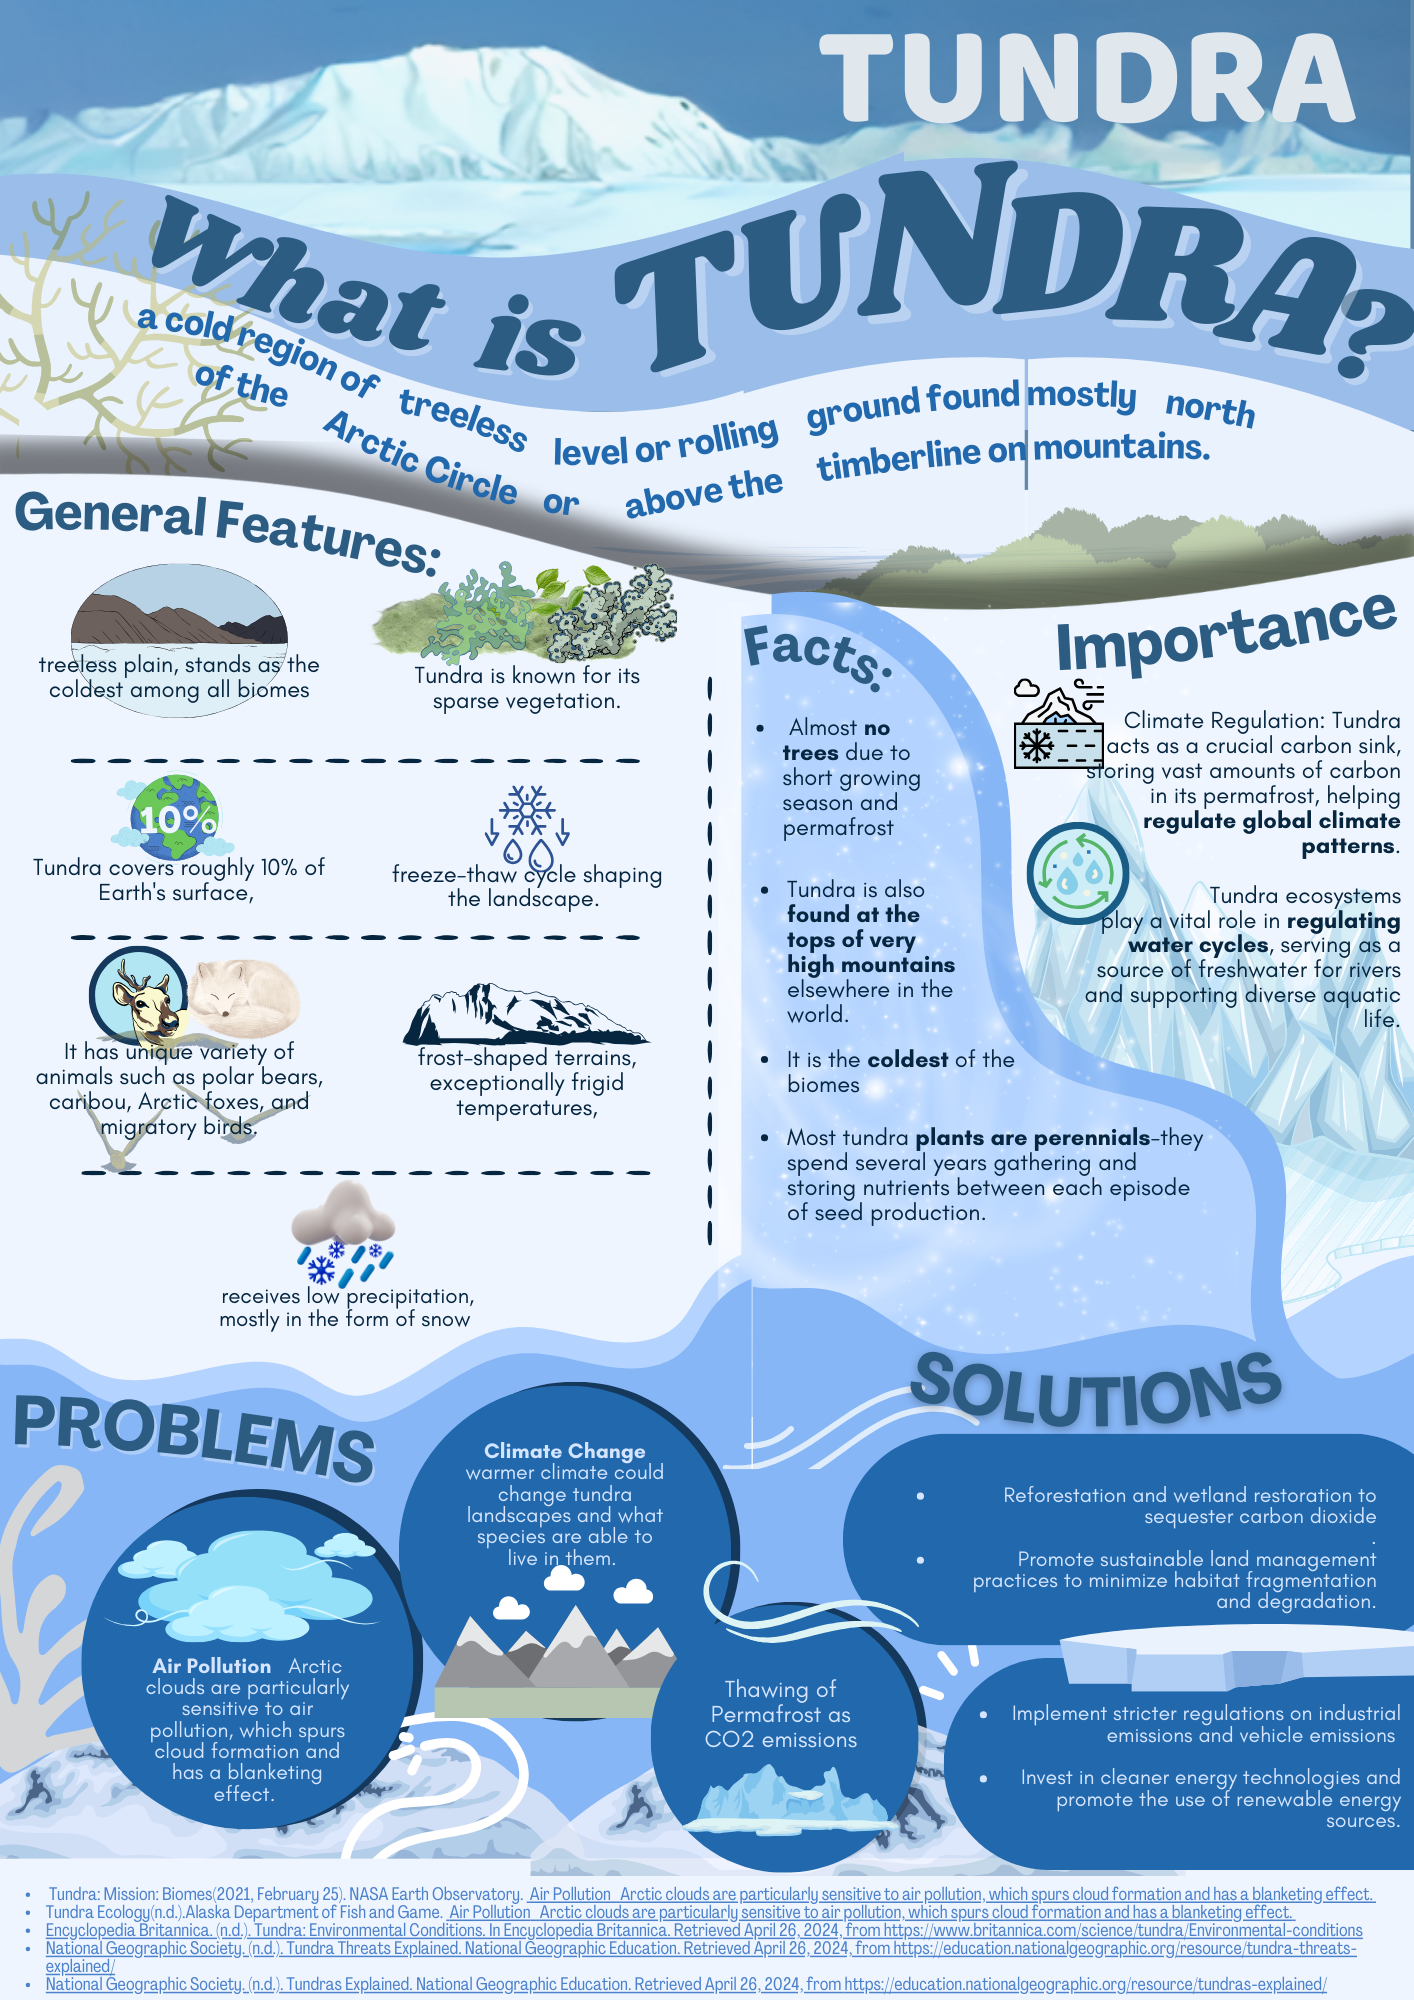 TUNDRA
What is TUNDRA?
a cold region of treeless level or rolling ground found mostly north
of the Arctic Circle or above the timberline on mountains.
General Features:
treeless plain, stands as the
coldest among all biomes
Tundra is known for its
sparse vegetation.
10%
Tundra covers roughly 10% of
Earth's surface,
freeze-thaw cycle shaping
the landscape.
It has unique variety of
animals such as polar bears,
caribou, Arctic foxes, and
migratory birds.
frost-shaped terrains,
exceptionally frigid
temperatures,
receives low precipitation,
mostly in the form of snow
Facts:
• Almost no
trees due to
short growing
season and
permafrost
• Tundra is also
found at the
tops of very
high mountains
elsewhere in the
world.
• It is the coldest of the
biomes
• Most tundra plants are perennials-they
spend several years gathering and
storing nutrients between each episode
of seed production.
Importance
Climate Regulation: Tundra
acts as a crucial carbon sink,
storing vast amounts of carbon
in its permafrost, helping
regulate global climate
patterns.
Tundra ecosystems
play a vital role in regulating
water cycles, serving as a
source of freshwater for rivers
and supporting diverse aquatic
life.
PROBLEMS
Climate Change
warmer climate could
change tundra
landscapes and what
species are able to
live in them.
Air Pollution Arctic
clouds are particularly
sensitive to air
pollution, which spurs
cloud formation and
has a blanketing
effect.
Thawing of
Permafrost as
CO2 emissions
SOLUTIONS
• Reforestation and wetland restoration to
sequester carbon dioxide
.
• Promote sustainable land management
practices to minimize habitat fragmentation
and degradation.
• Implement stricter regulations on industrial
emissions and vehicle emissions
• Invest in cleaner energy technologies and
promote the use of renewable energy
sources.
• Tundra: Mission: Biomes(2021, February 25). NASA Earth Observatory. Air Pollution Arctic clouds are particularly sensitive to air pollution, which spurs cloud formation and has a blanketing effect.
• Tundra Ecology(n.d.).Alaska Department of Fish and Game. Air Pollution Arctic clouds are particularly sensitive to air pollution, which spurs cloud formation and has a blanketing effect.
• Encyclopedia Britannica. (n.d.). Tundra: Environmental Conditions. In Encyclopedia Britannica. Retrieved April 26, 2024, from https://www.britannica.com/science/tundra/Environmental-conditions
• National Geographic Society. (n.d.). Tundra Threats Explained. National Geographic Education. Retrieved April 26, 2024, from https://education.nationalgeographic.org/resource/tundra-threats-
explained/
• National Geographic Society. (n.d.). Tundras Explained. National Geographic Education. Retrieved April 26, 2024, from https://education.nationalgeographic.org/resource/tundras-explained/